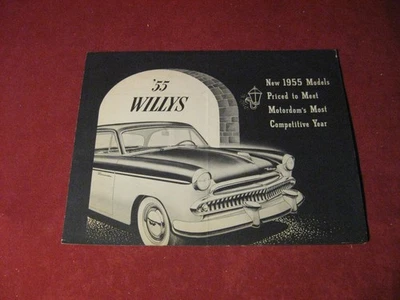 '55
WILLYS
New 1955 Models
Priced to Meet
Motordom's Most
Competitive Year